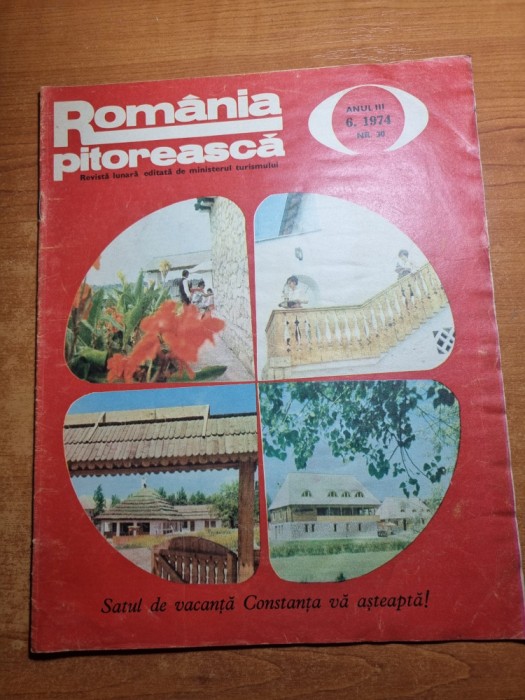 România
pitorească
Revistă lunară editată de ministerul turismului
ANUL III
6. 1974
NR. 30
Satul de vacanță Constanța vă așteaptă!